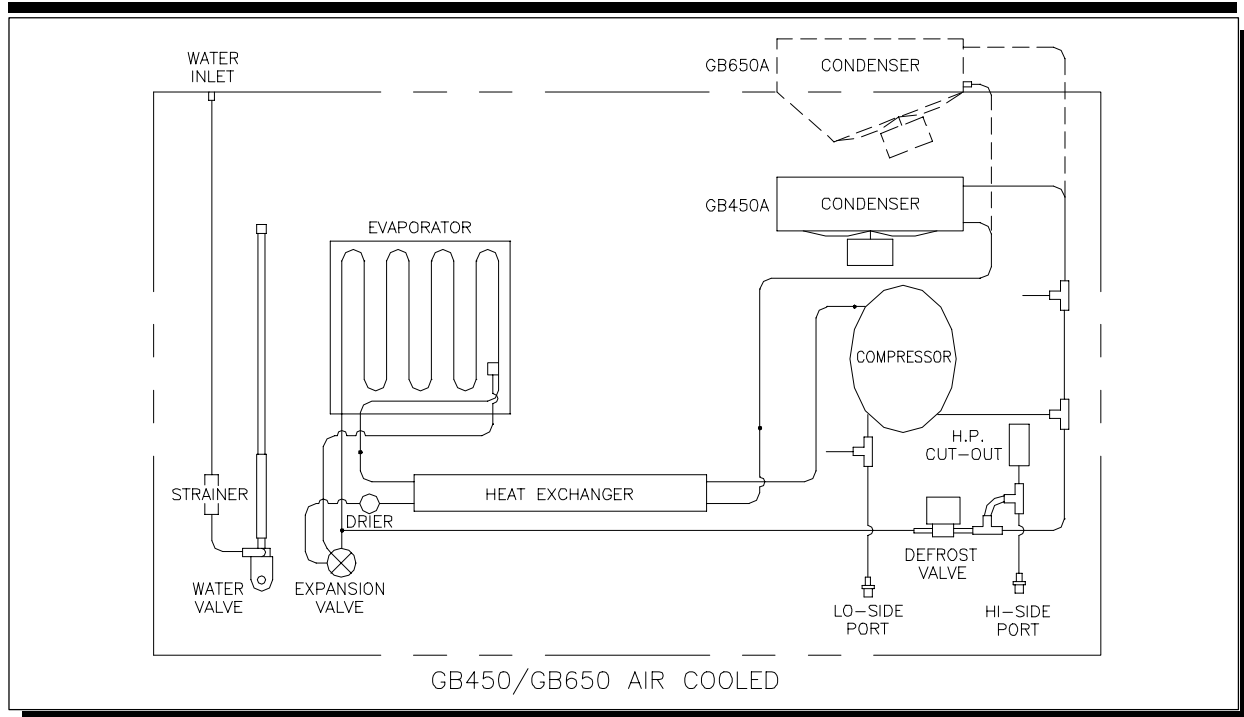 WATER
INLET
GB650A
CONDENSER
GB450A
CONDENSER
EVAPORATOR
COMPRESSOR
H.P.
CUT-OUT
STRAINER
HEAT EXCHANGER
DRIER
DEFROST
VALVE
WATER
VALVE
EXPANSION
VALVE
LO-SIDE
PORT
HI-SIDE
PORT
GB450/GB650 AIR COOLED